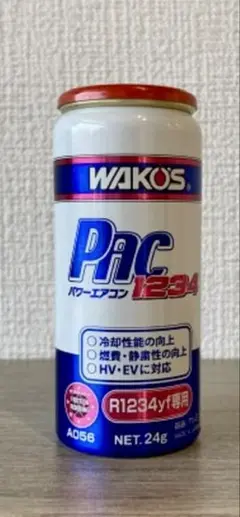 WAKO'S
PAC
1234
パワーエアコン
○冷却性能の向上
○燃費・静粛性の向上
○HV・EVに対応
R1234yf専用
A056
NET. 24g